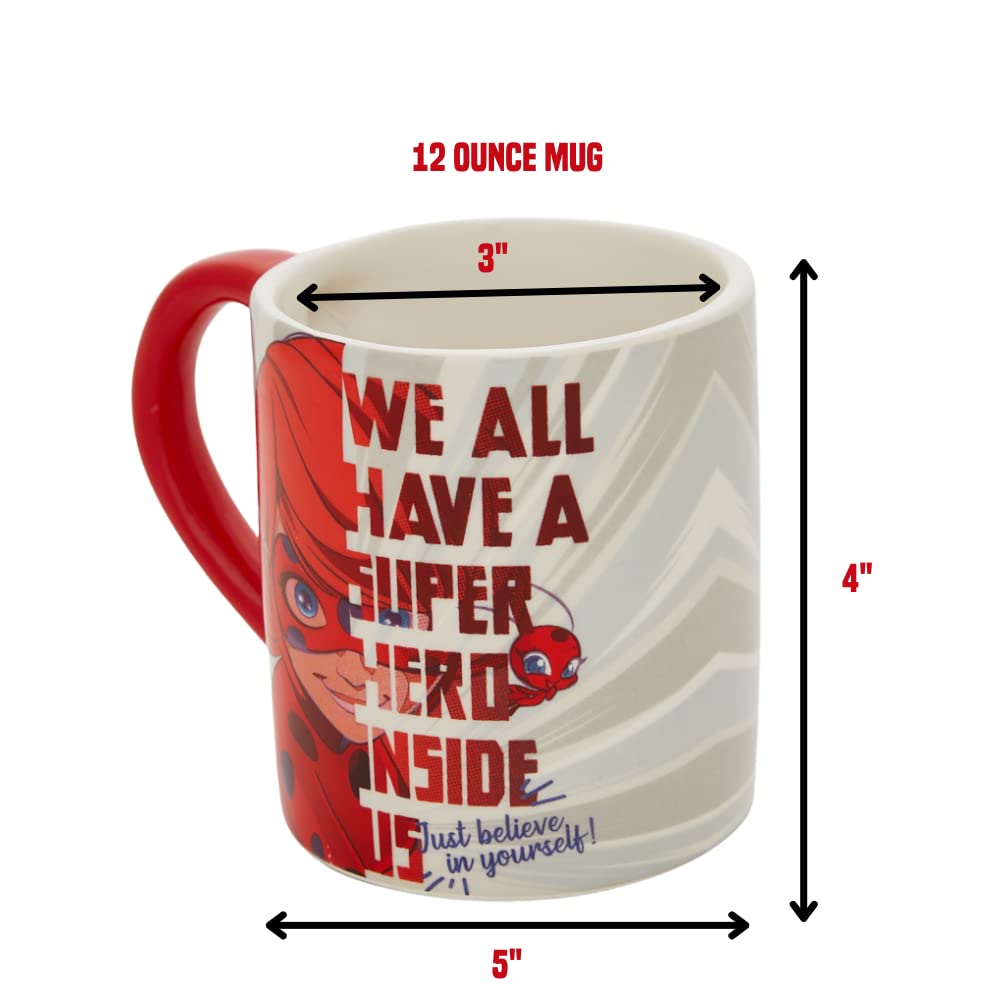 12 OUNCE MUG
3"
WE ALL
HAVE A
SUPER
HERO
INSIDE
US
Just believe
in yourself!
4"
5"